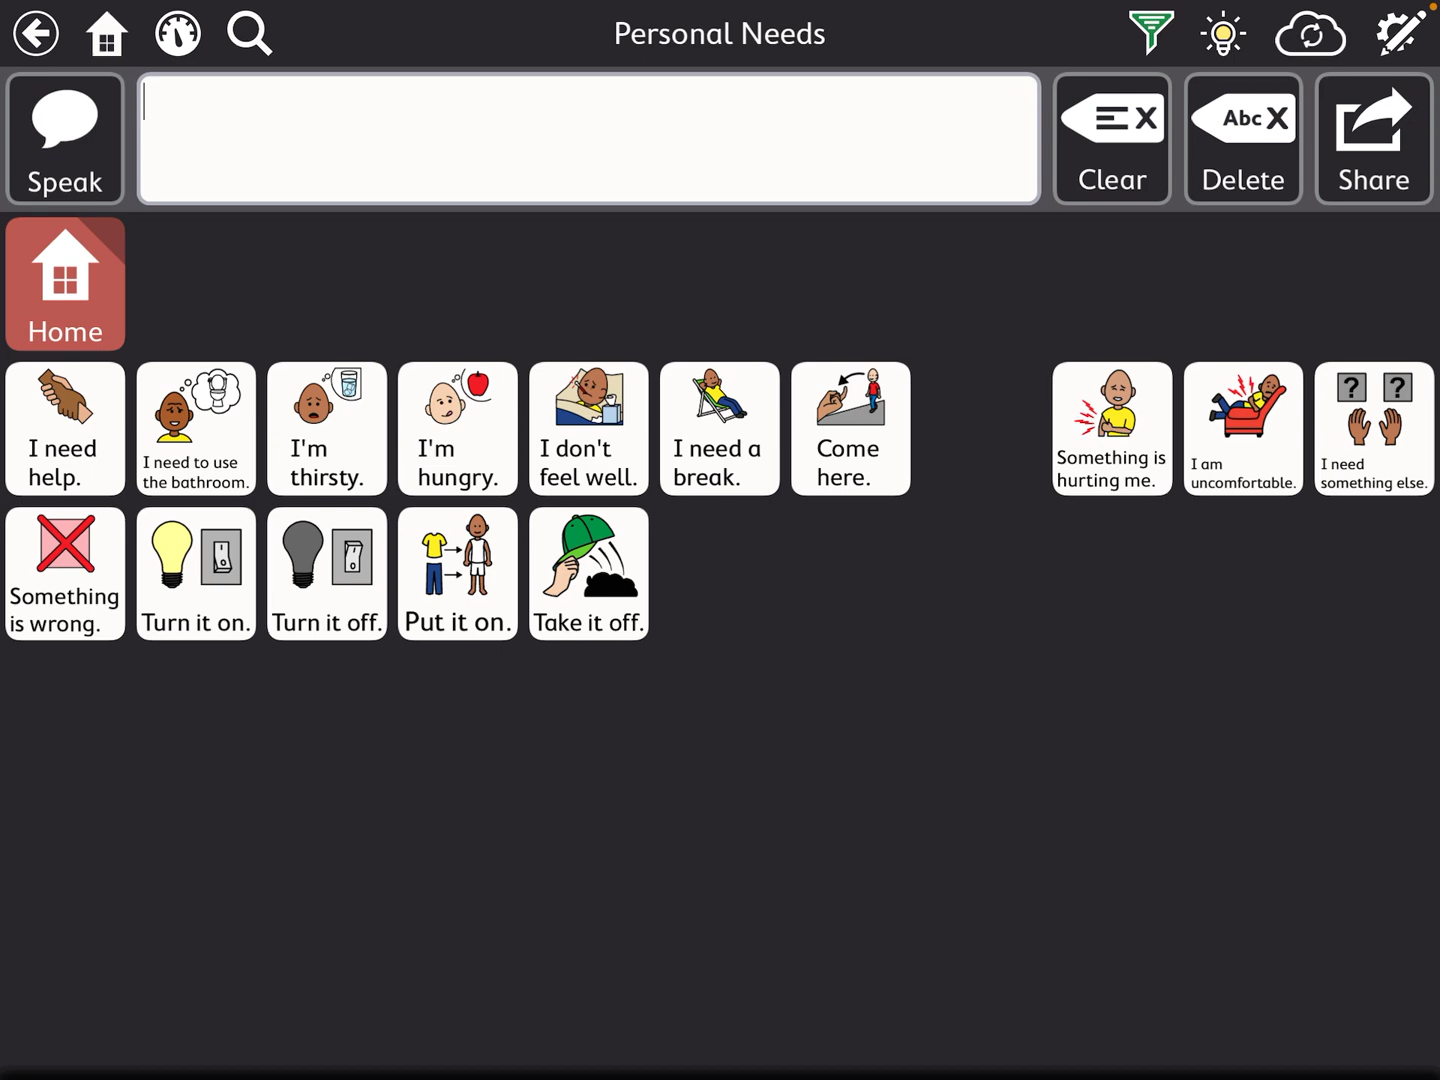 Personal Needs
Speak
Clear
Abc
Delete
Share
Home
I need
help.
I need to use
the bathroom.
I'm
thirsty.
I'm
hungry.
I don't
feel well.
I need a
break.
Come
here.
Something is
hurting me.
I am
uncomfortable.
? ?
I need
something else.
Something
is wrong.
Turn it on.
Turn it off.
Put it on.
Take it off.